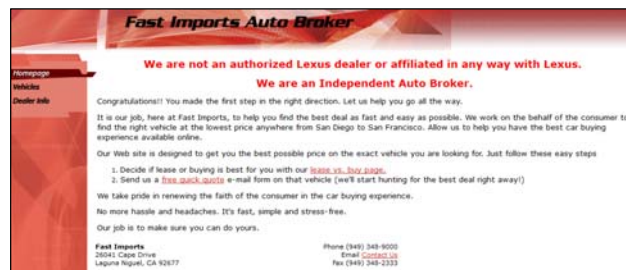 Fast Imports Auto Broker
We are not an authorized Lexus dealer or affiliated in any way with Lexus.
We are an Independent Auto Broker.
Homepage
Vehicles
Dealer Info
Congratulations!! You made the first step in the right direction. Let us help you go all the way.
It is our job, here at Fast Imports, to help you find the best deal as fast and easy as possible. We work on the behalf of the consumer to
find the right vehicle at the lowest price anywhere from San Diego to San Francisco. Allow us to help you have the best car buying
experience available online.
Our Web site is designed to get you the best possible price on the exact vehicle you are looking for. Just follow these easy steps
1. Decide if lease or buying is best for you with our lease vs. buy page.
2. Send us a free quick quote e-mail form on that vehicle (we'll start hunting for the best deal right away!)
We take pride in renewing the faith of the consumer in the car buying experience.
No more hassle and headaches. It's fast, simple and stress-free.
Our job is to make sure you can do yours.
Fast Imports
26041 Cape Drive
Laguna Niguel, CA 92677
Phone (949) 348-9000
Email Contact Us
Fax (949) 348-2333